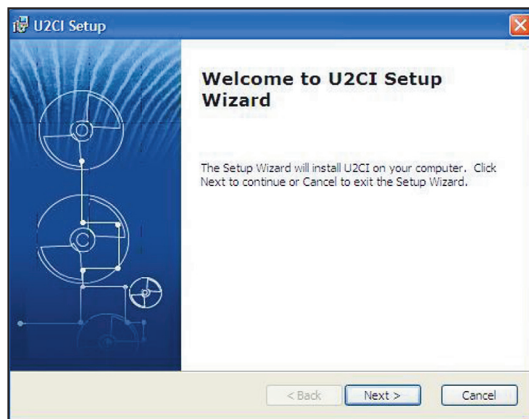 U2CI Setup
Welcome to U2CI Setup
Wizard
The Setup Wizard will install U2CI on your computer. Click
Next to continue or Cancel to exit the Setup Wizard.
< Back
Next >
Cancel